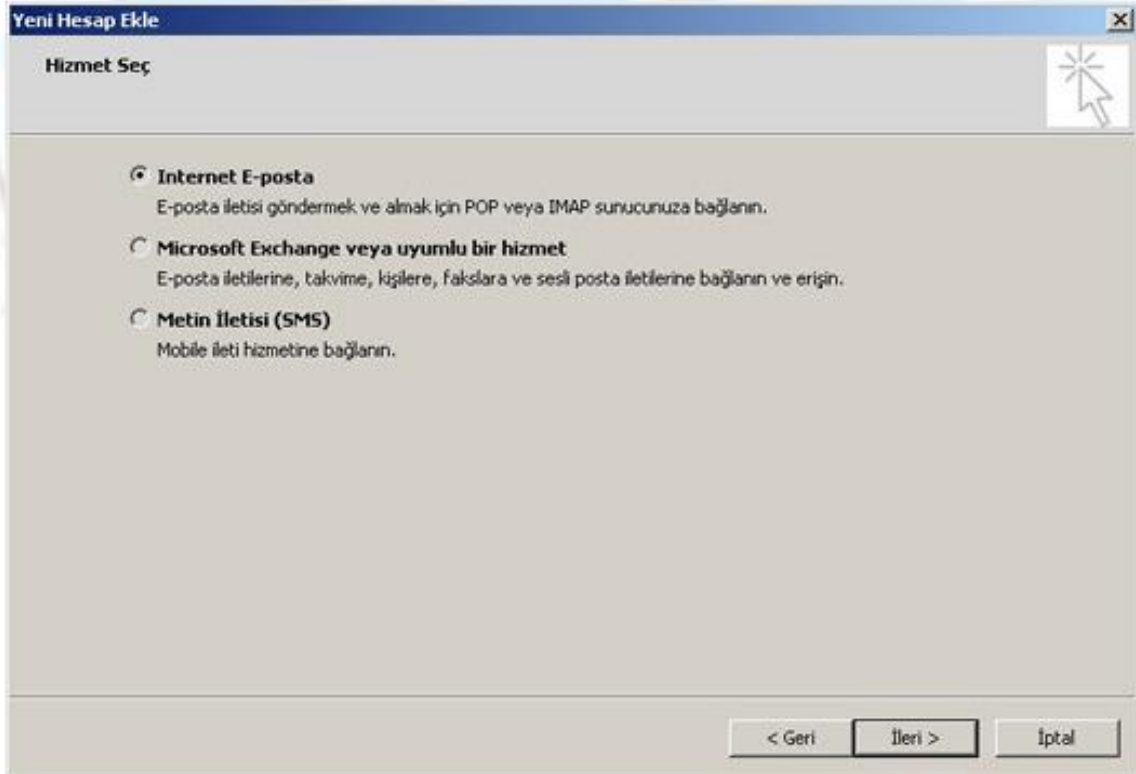 Yeni Hesap Ekle
Hizmet Seç
Internet E-posta
E-posta iletisi göndermek ve almak için POP veya IMAP sunucunuza bağlanın.
Microsoft Exchange veya uyumlu bir hizmet
E-posta iletilerine, takvime, kişilere, fakslara ve sesli posta iletilerine bağlanın ve erişin.
Metin İletisi (SMS)
Mobile ileti hizmetine bağlanın.
< Geri İleri > İptal